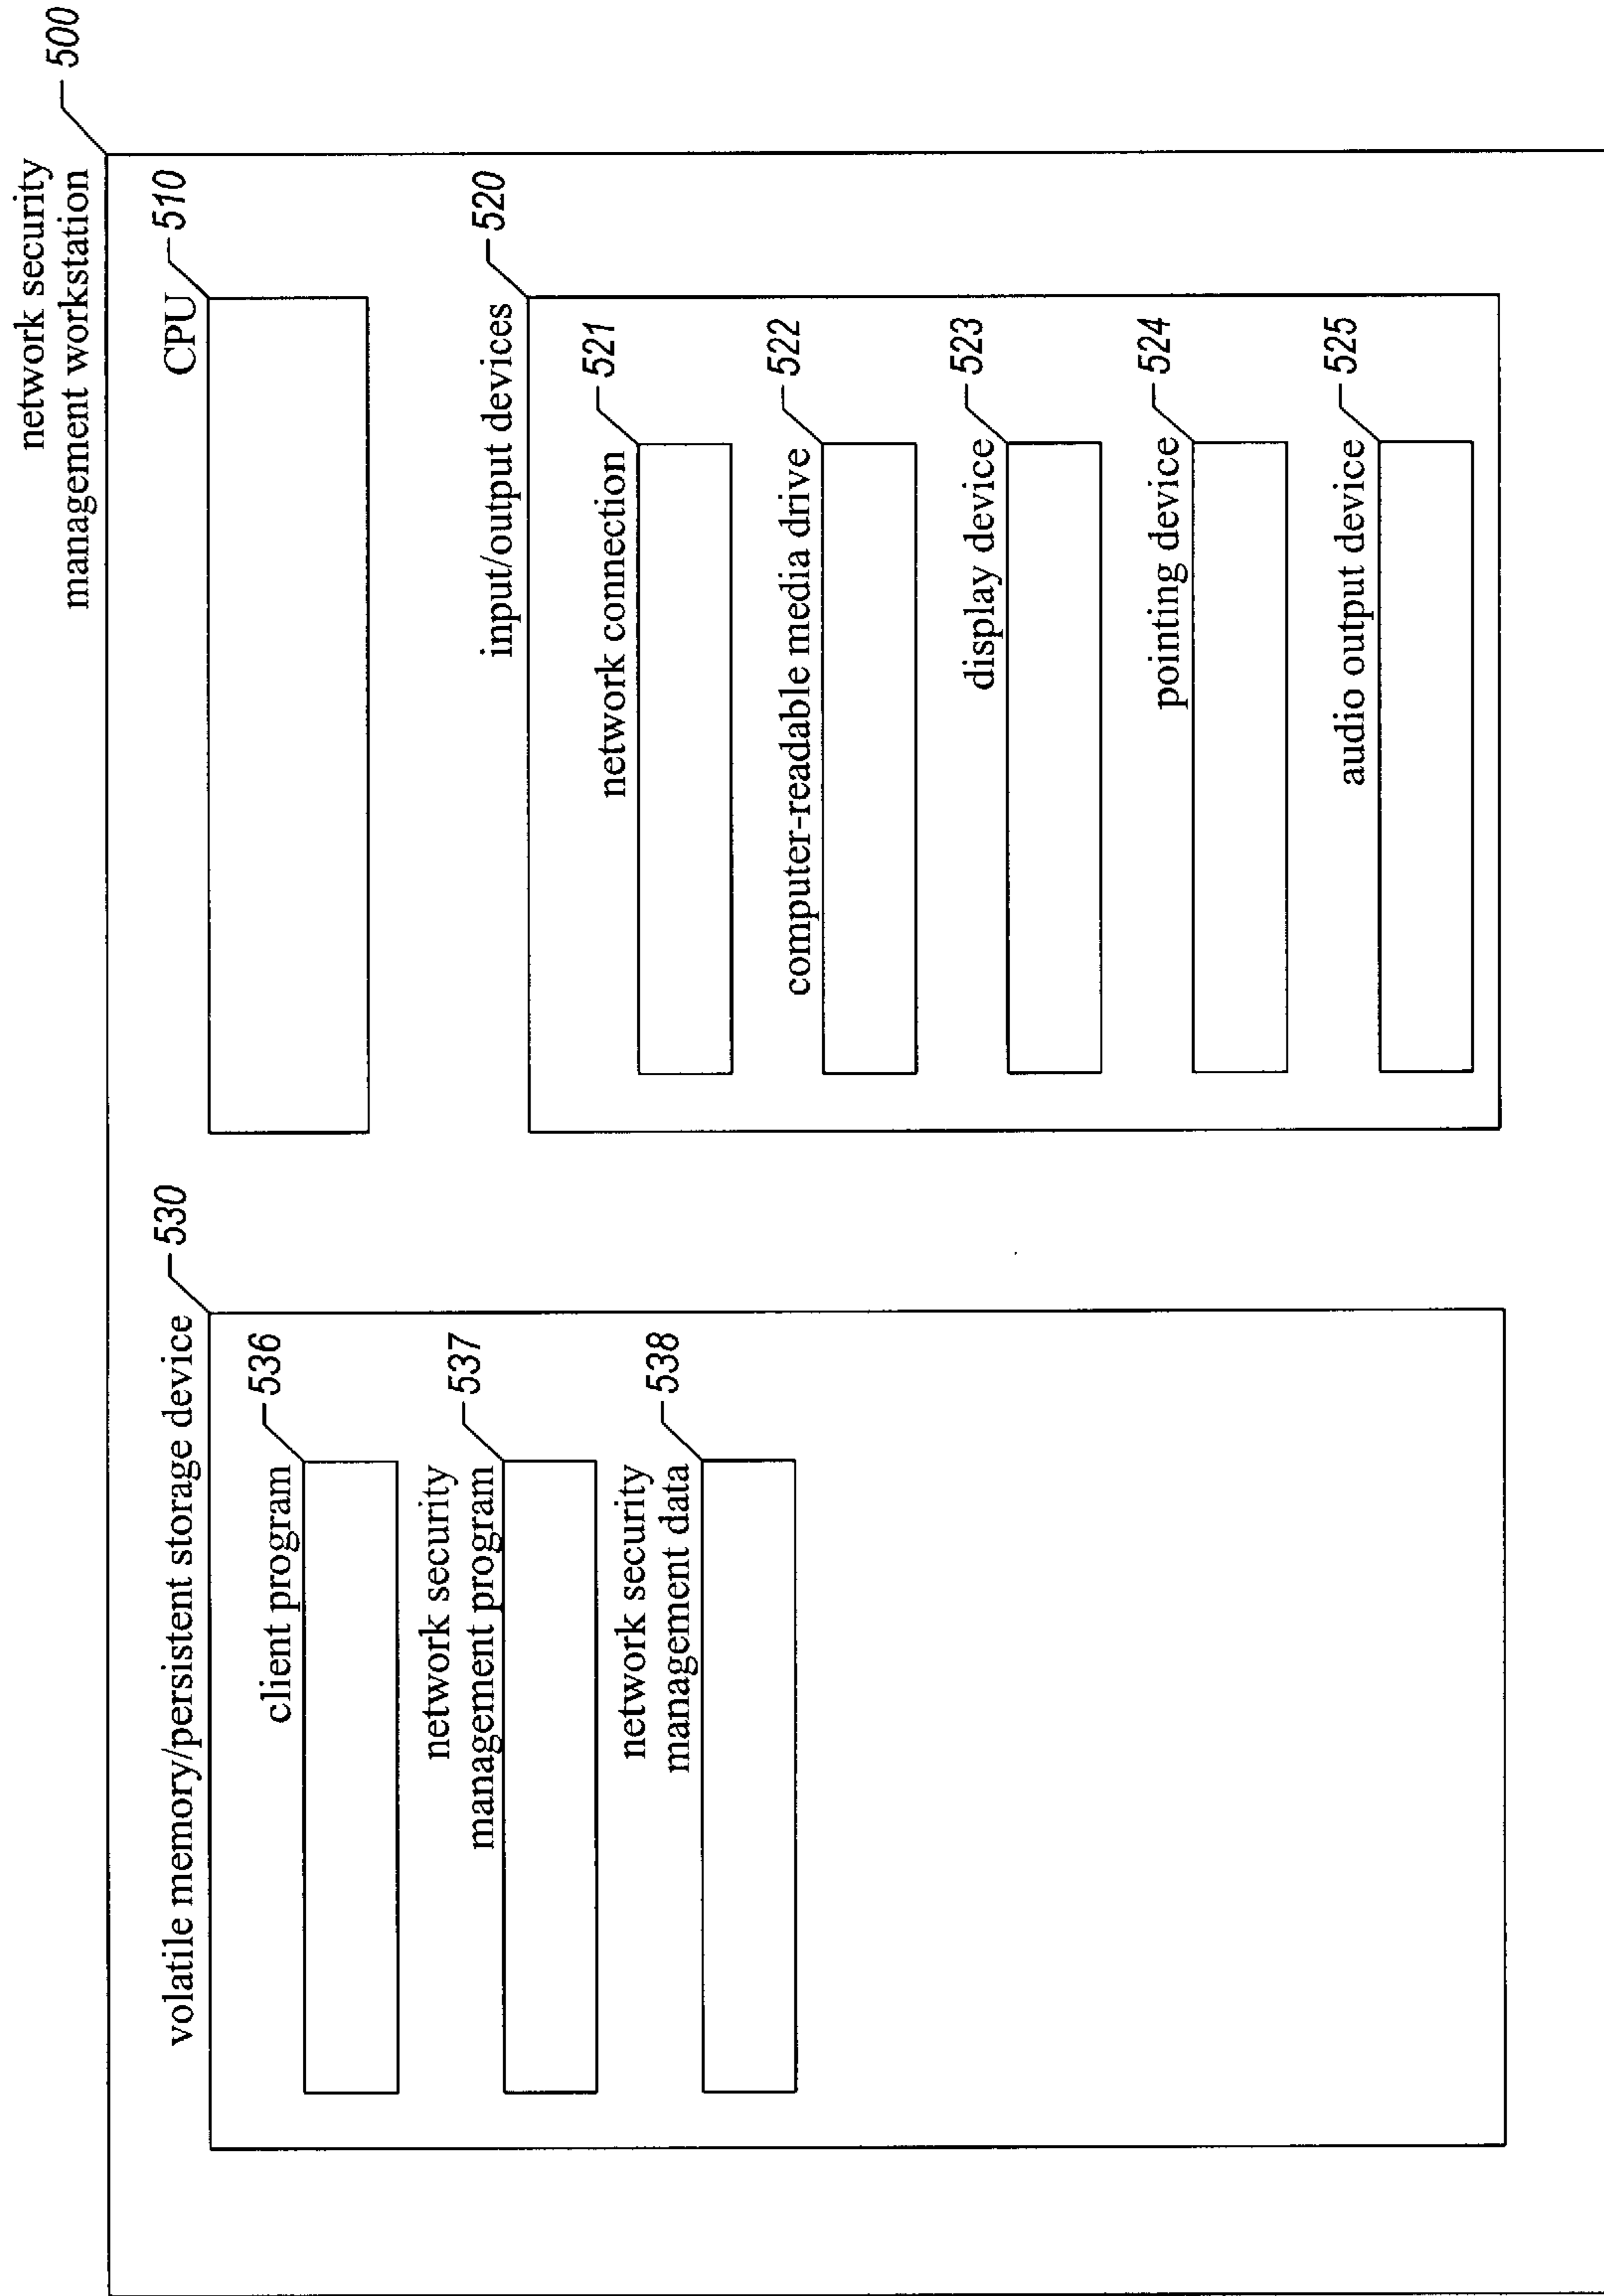 network security
management workstation
500
volatile memory/persistent storage device
530
client program
536
network security
management program
537
network security
management data
538
CPU
510
input/output devices
520
network connection
521
computer-readable media drive
522
display device
523
pointing device
524
audio output device
525